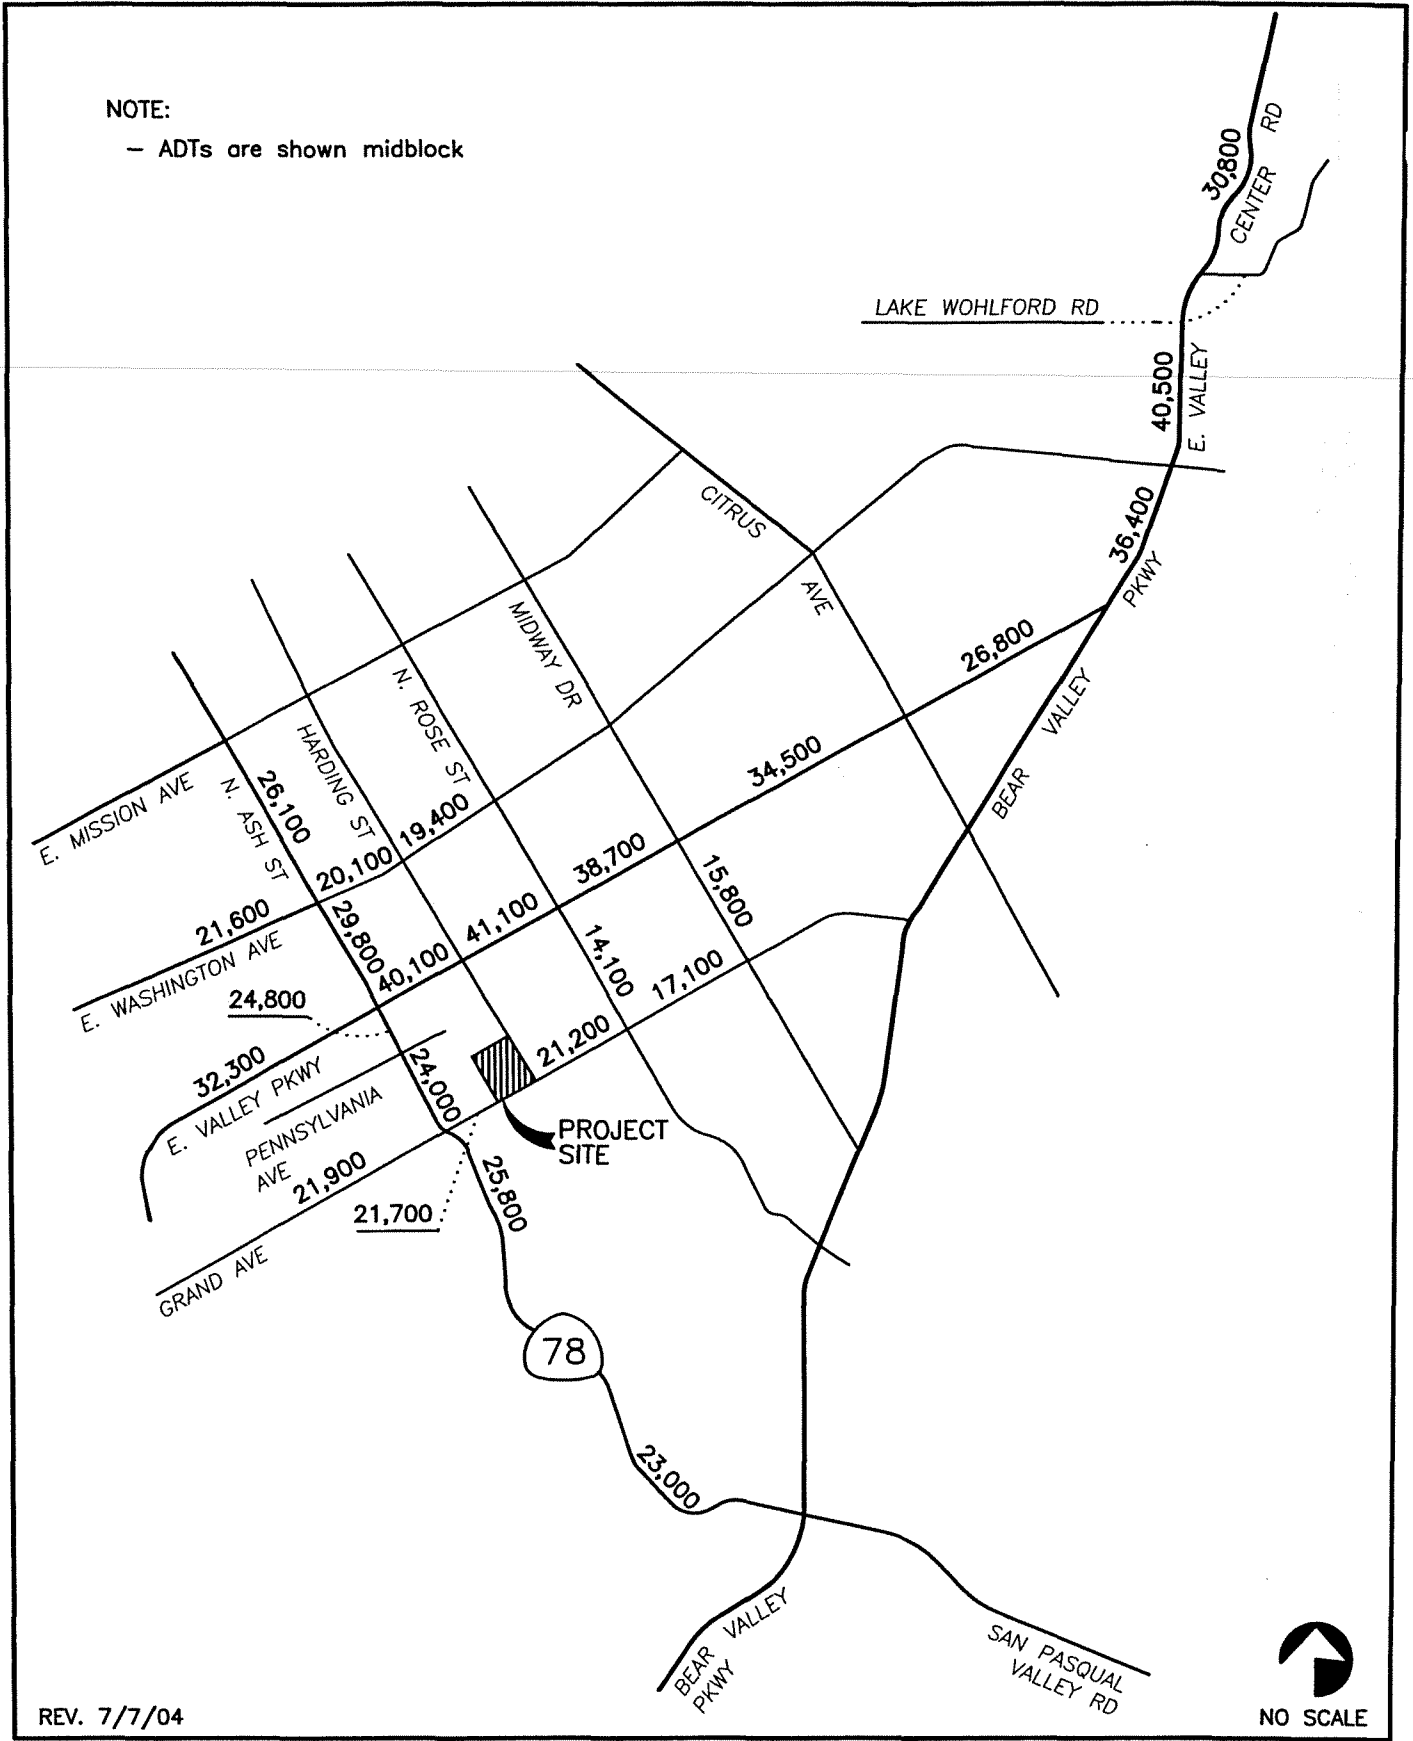 NOTE:
– ADTs are shown midblock
30,800
CENTER RD
LAKE WOHLFORD RD
40,500
E. VALLEY
36,400
PKWY
CITRUS
AVE
26,800
MIDWAY DR
N. ROSE ST
HARDING ST
VALLEY
BEAR
34,500
26,100
N. ASH ST
E. MISSION AVE
19,400
20,100
38,700
15,800
21,600
E. WASHINGTON AVE
29,800
41,100
40,100
14,100
17,100
24,800
21,200
32,300
E. VALLEY PKWY
24,000
PENNSYLVANIA
AVE
PROJECT
SITE
21,900
25,800
21,700
GRAND AVE
78
23,000
BEAR VALLEY
PKWY
SAN PASQUAL
VALLEY RD
REV. 7/7/04
NO SCALE